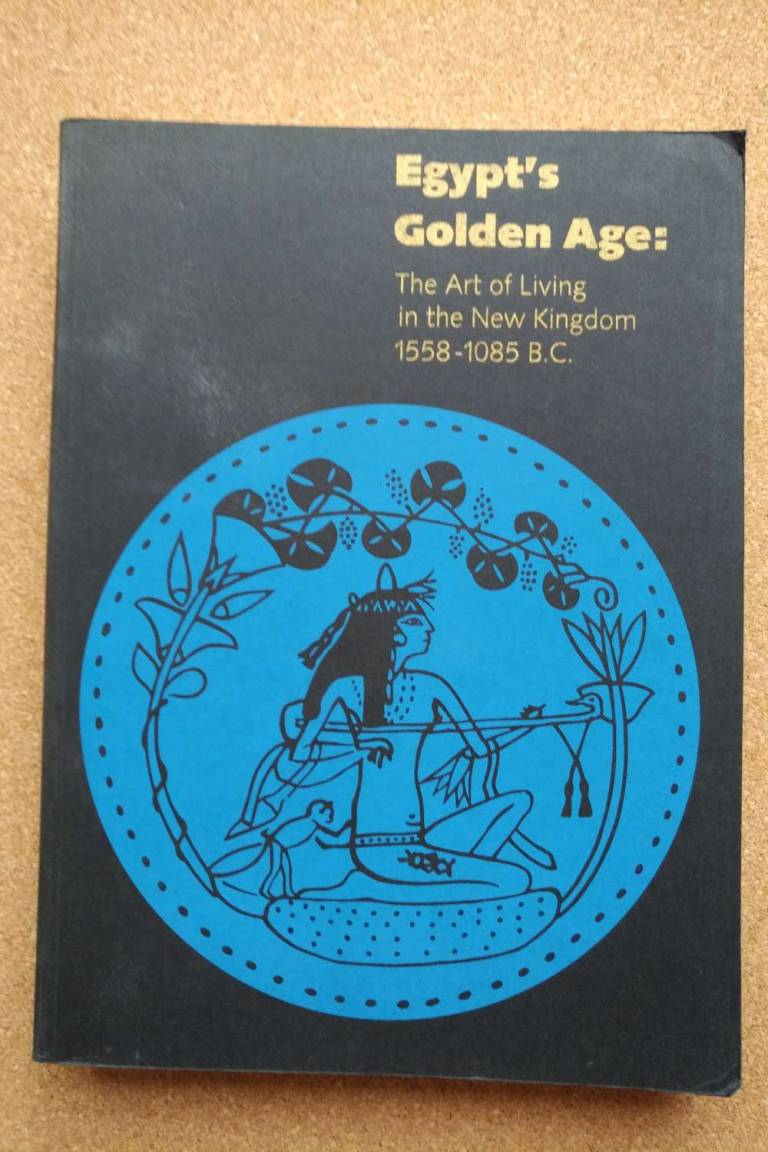 Egypt's
Golden Age:
The Art of Living
in the New Kingdom
1558-1085 B.C.